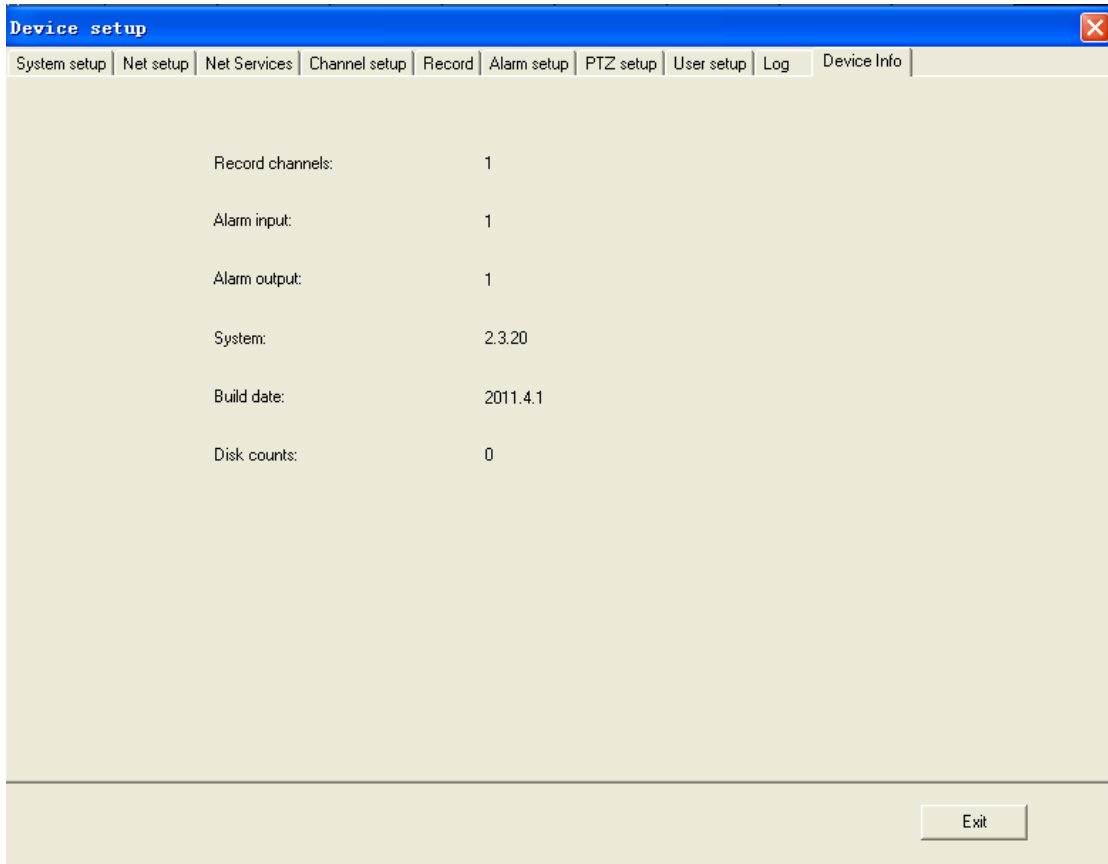 Device setup
System setup Net setup Net Services Channel setup Record Alarm setup PTZ setup User setup Log Device Info
Record channels: 1
Alarm input: 1
Alarm output: 1
System: 2.3.20
Build date: 2011.4.1
Disk counts: 0
Exit